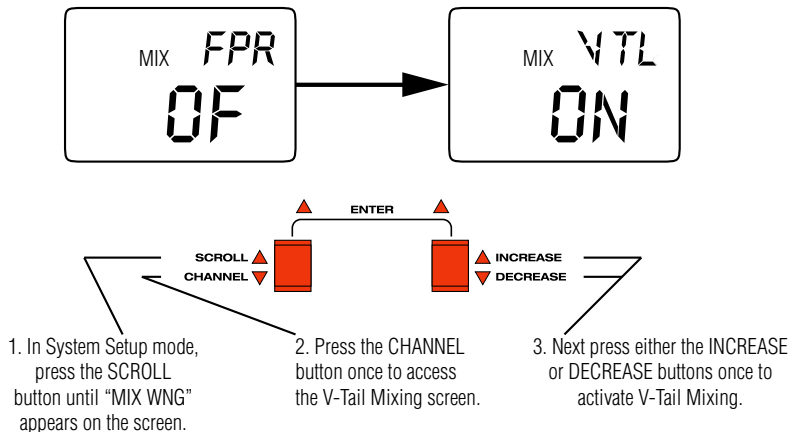 MIX FPR
OF
MIX VTL
ON
ENTER
SCROLL
CHANNEL
INCREASE
DECREASE
1. In System Setup mode,
press the SCROLL
button until “MIX WNG”
appears on the screen.
2. Press the CHANNEL
button once to access
the V-Tail Mixing screen.
3. Next press either the INCREASE
or DECREASE buttons once to
activate V-Tail Mixing.